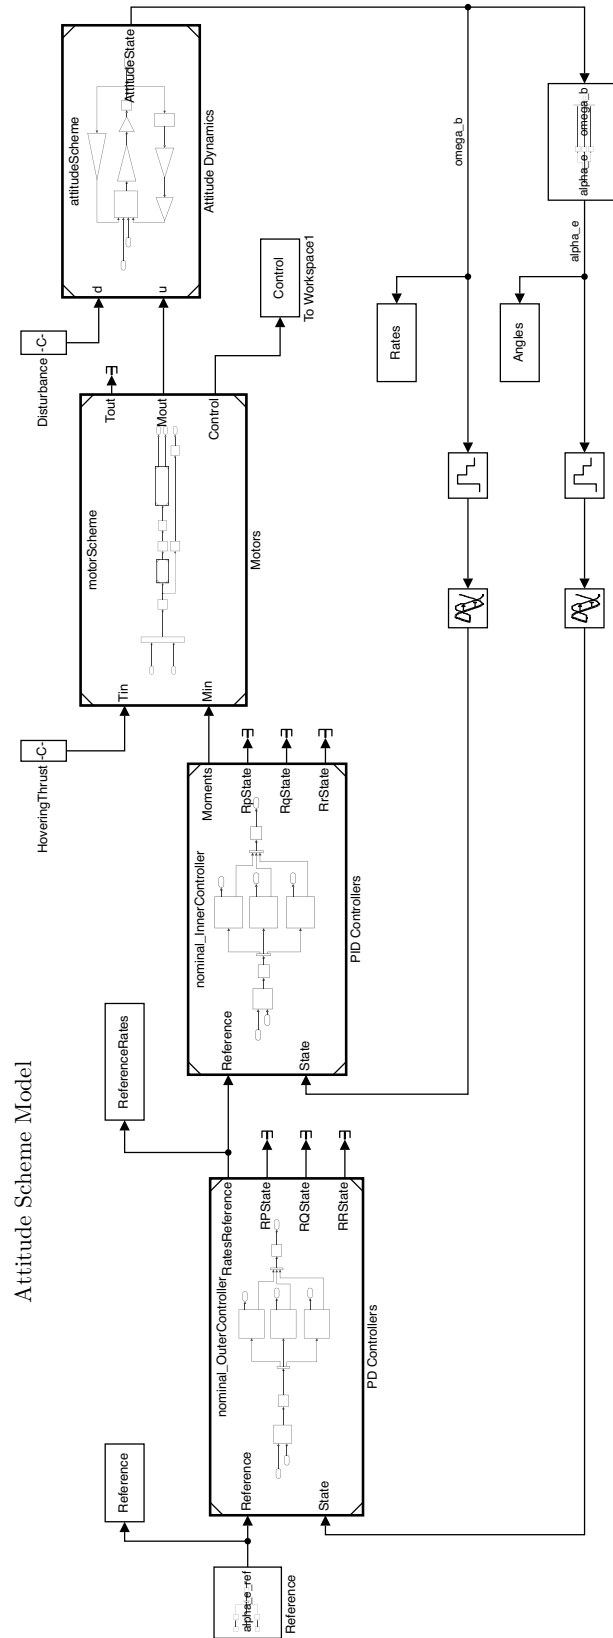 Attitude Scheme Model
alpha_e_ref
Reference
Reference
nominal_OuterController
Reference
State
RatesReference
RPState
RQState
RRState
PD Controllers
ReferenceRates
nominal_InnerController
Reference
State
Moments
RpState
RqState
RrState
PID Controllers
HoveringThrust
-C-
motorScheme
Tin
Min
Tout
Mout
Control
Motors
Disturbance
-C-
Control
To Workspace1
attitudeScheme
d
u
AttitudeState
Attitude Dynamics
omega_b
alpha_e
omega_b
alpha_e
Rates
Angles